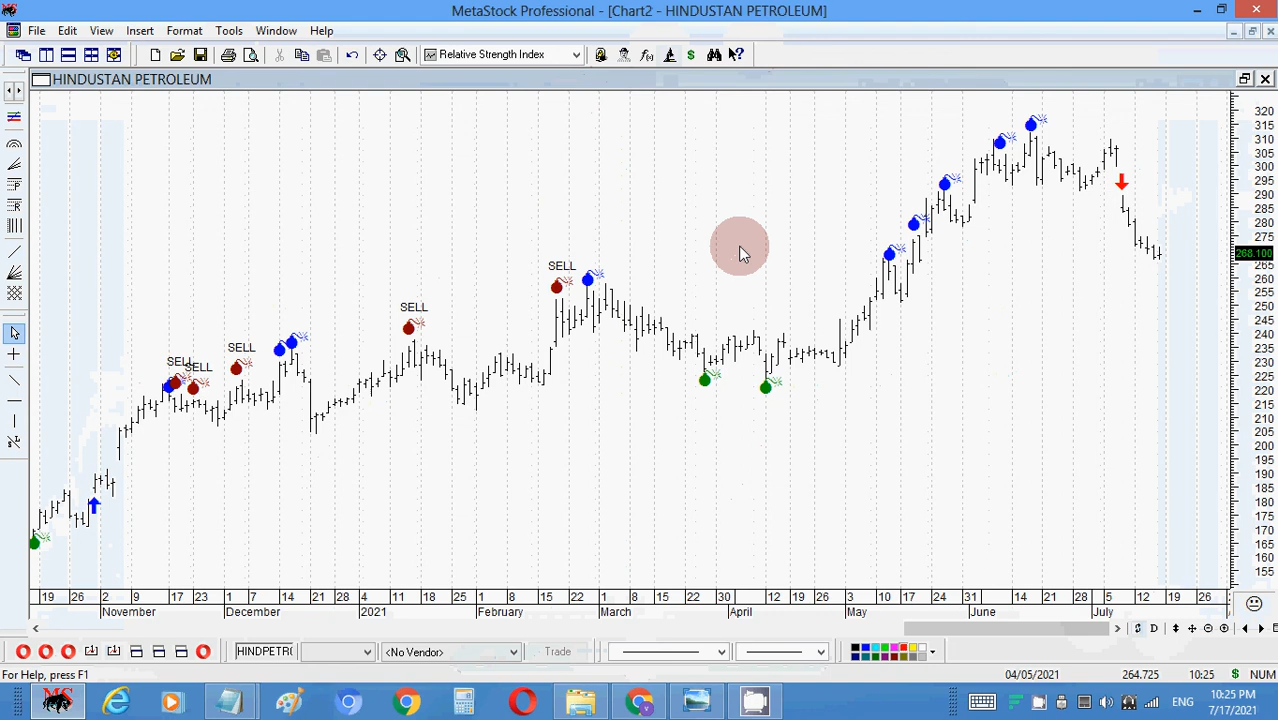 MetaStock Professional - [Chart2 - HINDUSTAN PETROLEUM]
File Edit View Insert Format Tools Window Help
Relative Strength Index
HINDUSTAN PETROLEUM
320
315
310
305
300
295
290
285
280
275
268.100
265
260
255
250
245
240
235
230
225
220
215
210
205
200
195
190
185
180
175
170
165
160
155
SELL
SELL
SELL
SELL
SELL
19 26 2 9 17 23 1 7 14 21 28 4 11 18 25 1 8 15 22 1 8 15 22 30 5 12 19 26 3 10 17 24 31 7 14 21 28 5 12 19 26
November December 2021 February March April May June July
D
HINDPETR <No Vendor> Trade
For Help, press F1 04/05/2021 264.725 10:25 $ NUM
MS ENG 10:25 PM
7/17/2021